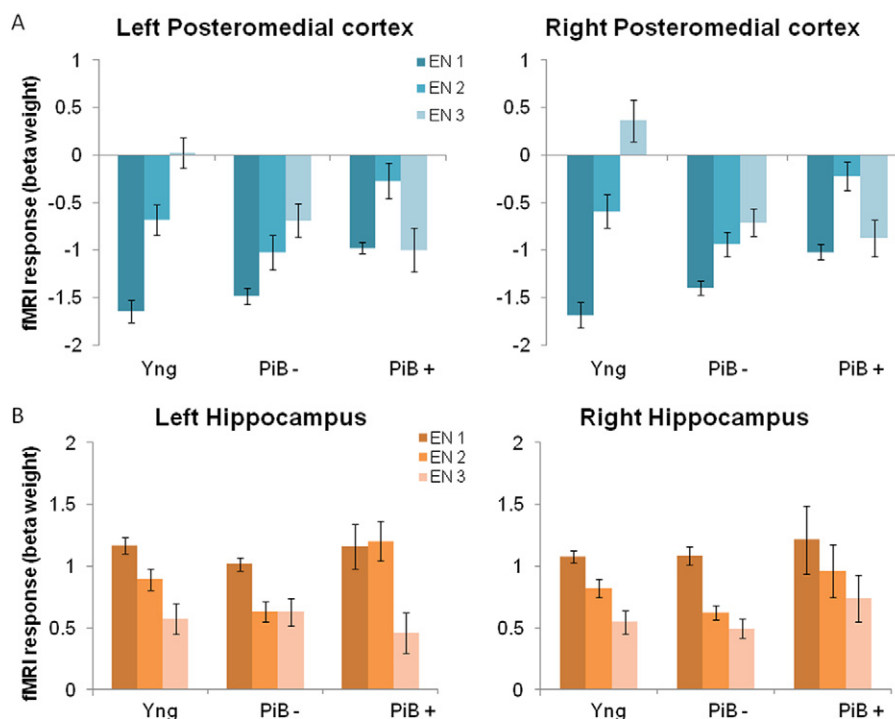 A
Left Posteromedial cortex
Right Posteromedial cortex
fMRI response (beta weight)
1
0.5
0
-0.5
-1
-1.5
-2
EN 1
EN 2
EN 3
Yng PiB - PiB +
1
0.5
0
-0.5
-1
-1.5
-2
Yng PiB - PiB +
B
Left Hippocampus
Right Hippocampus
fMRI response (beta weight)
2
1.5
1
0.5
0
EN 1
EN 2
EN 3
Yng PiB - PiB +
2
1.5
1
0.5
0
Yng PiB - PiB +